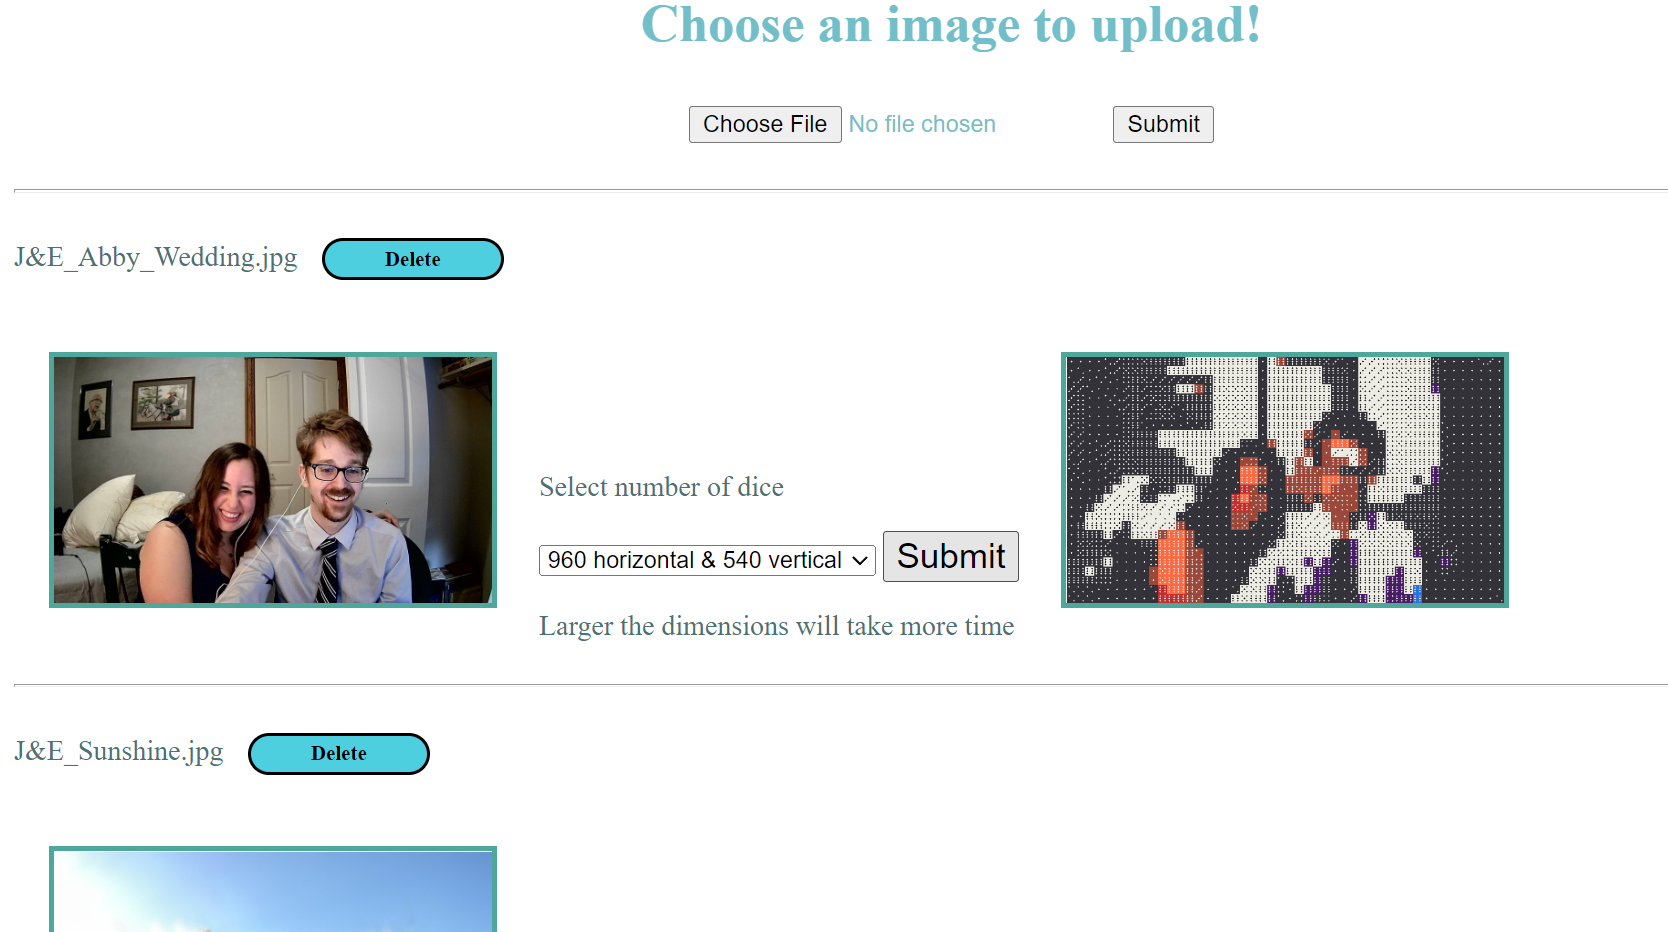 Choose an image to upload!
Choose File No file chosen Submit
J&E_Abby_Wedding.jpg Delete
Select number of dice
960 horizontal & 540 vertical Submit
Larger the dimensions will take more time
J&E_Sunshine.jpg Delete